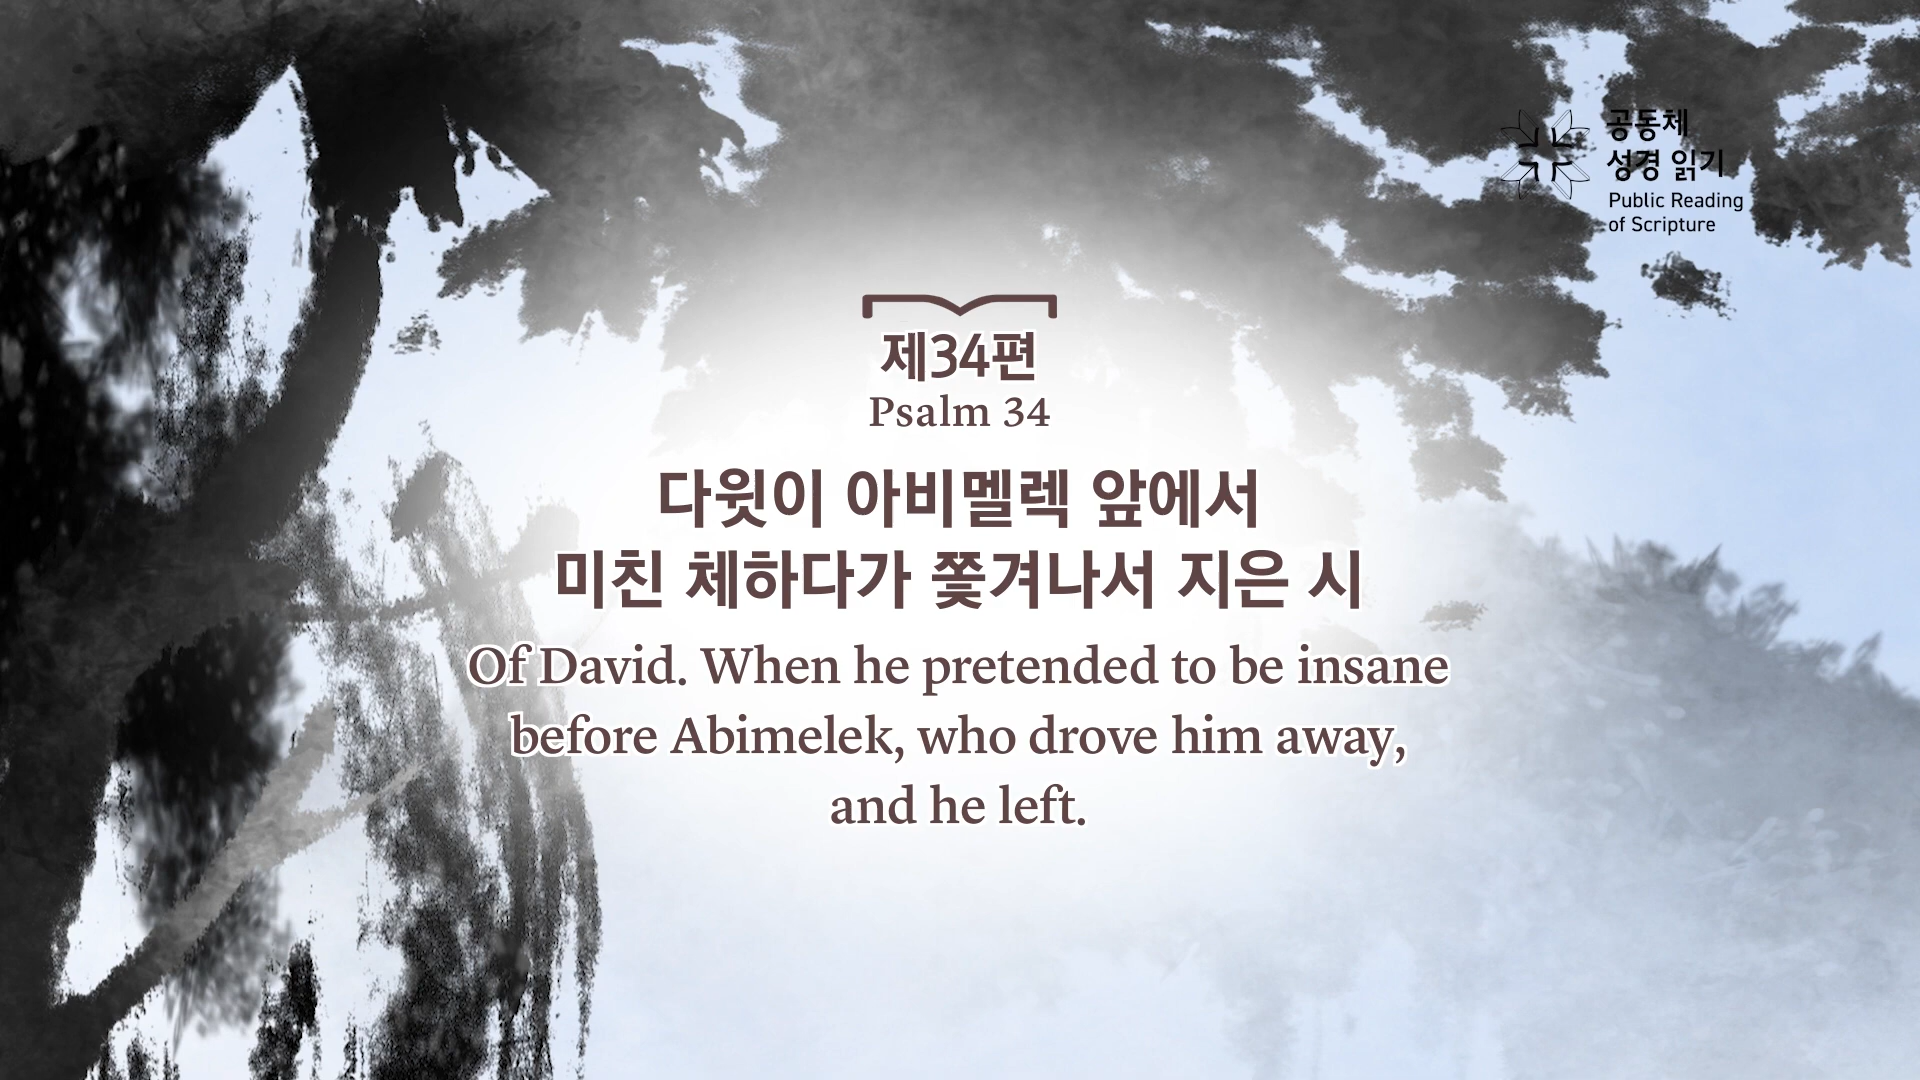 공동체
성경 읽기
Public Reading
of Scripture
제34편
Psalm 34
다윗이 아비멜렉 앞에서
미친 체하다가 쫓겨나서 지은 시
Of David. When he pretended to be insane
before Abimelek, who drove him away,
and he left.